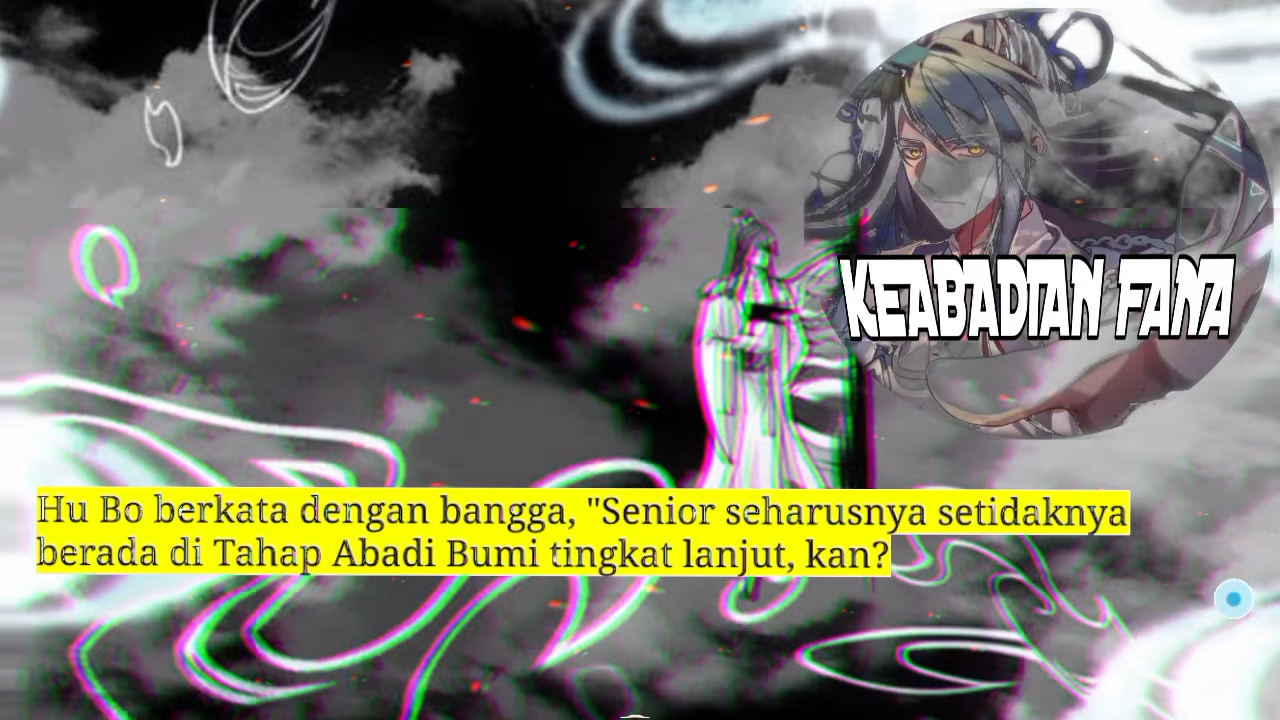 KEABADIAN FANA
Hu Bo berkata dengan bangga, "Senior seharusnya setidaknya
berada di Tahap Abadi Bumi tingkat lanjut, kan?